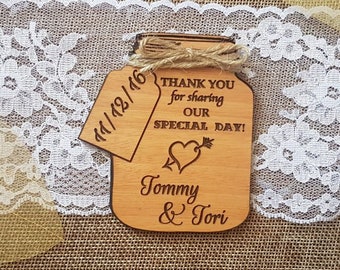 11/12/16
THANK YOU
for sharing
OUR
SPECIAL DAY!
Tommy
& Tori